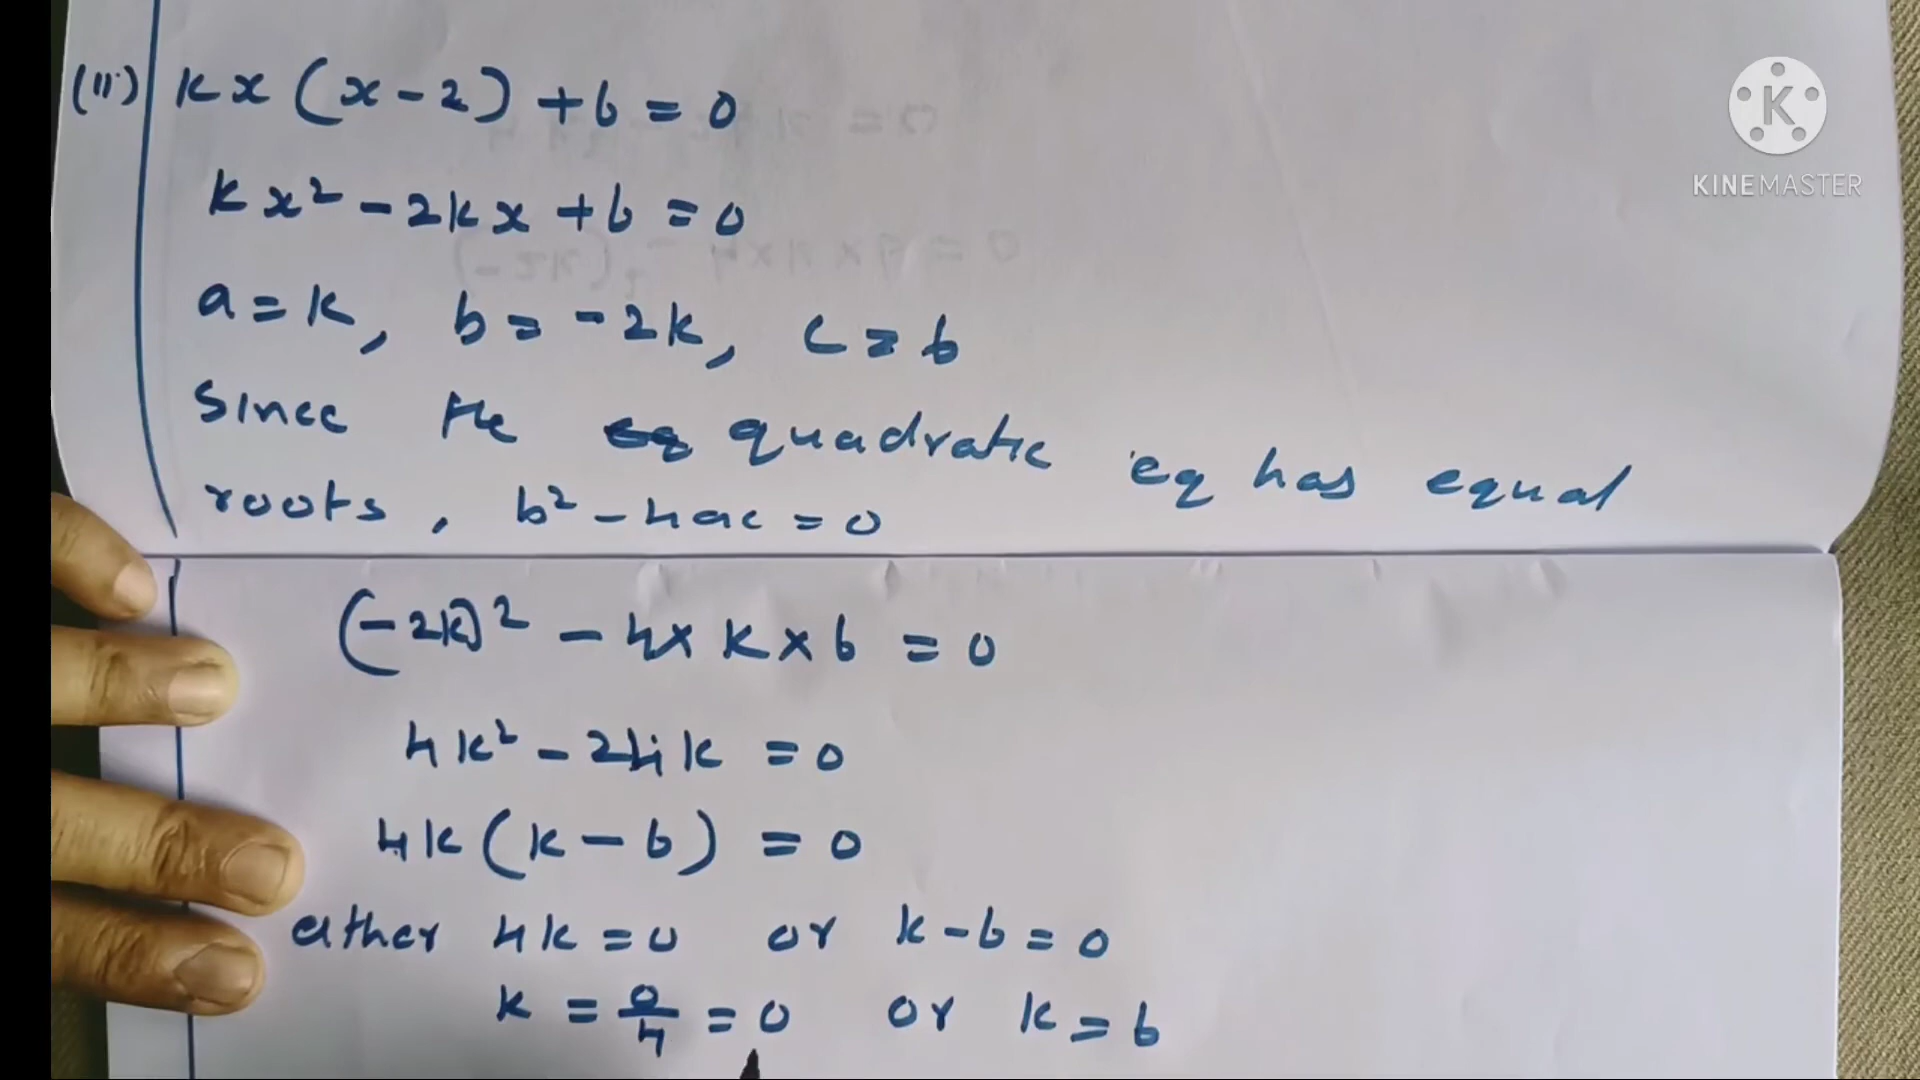 (ii) kx (x - 2) + 6 = 0
kx² - 2kx + 6 = 0
a = k, b = -2k, c = 6
Since the eq quadratic eq has equal
roots, b² - 4ac = 0
(-2k)² - 4 × k × 6 = 0
4k² - 24k = 0
4k (k - 6) = 0
either 4k = 0 or k - 6 = 0
k = 0/4 = 0 or k = 6
K
KINEMASTER